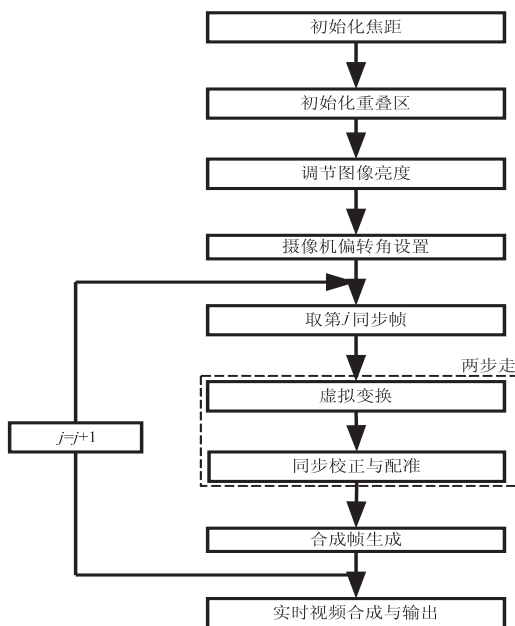 初始化焦距
初始化重叠区
调节图像亮度
摄像机偏转角设置
取第j同步帧
两步走
虚拟变换
j=j+1
同步校正与配准
合成帧生成
实时视频合成与输出